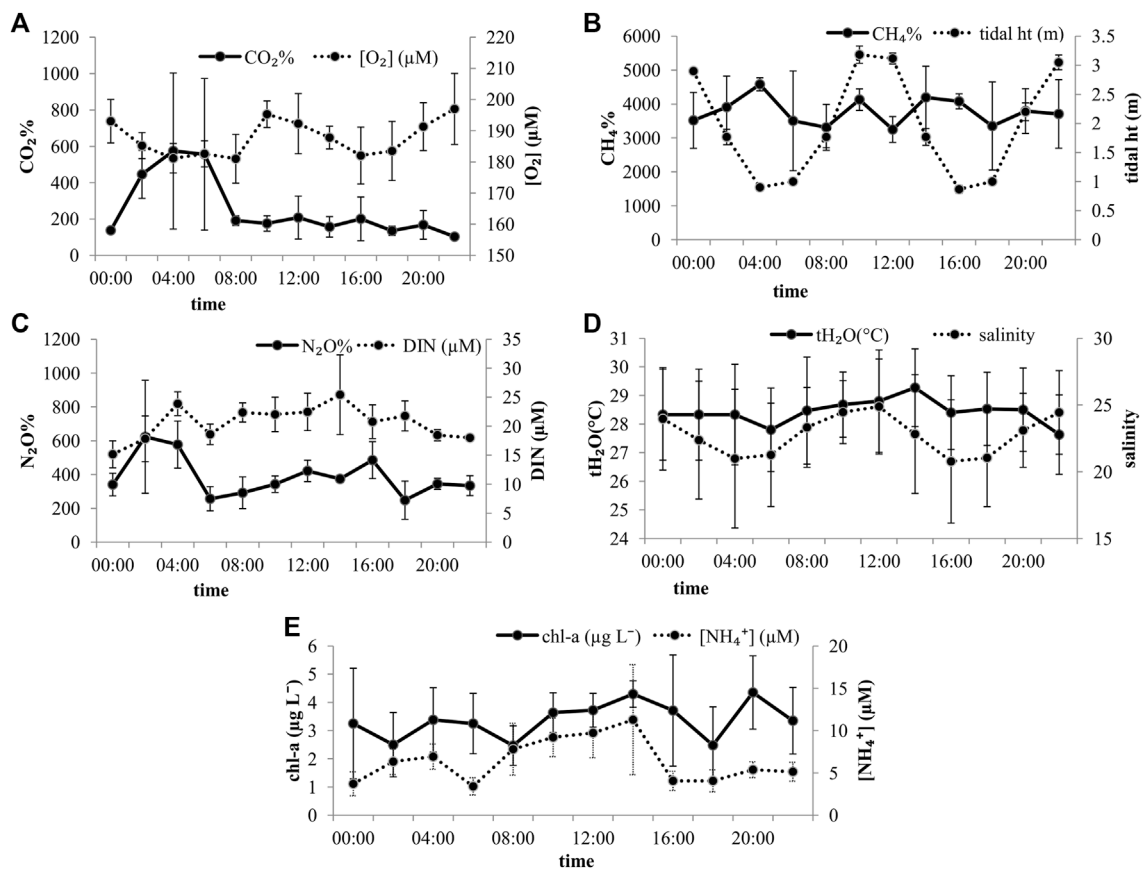 A
CO₂% [O₂] (µM)
CO₂%
1200
1000
800
600
400
200
0
[O₂] (µM)
220
210
200
190
180
170
160
150
00:00 04:00 08:00 12:00 16:00 20:00
time
B
CH₄% tidal ht (m)
CH₄%
6000
5000
4000
3000
2000
1000
0
tidal ht (m)
3.5
3
2.5
2
1.5
1
0.5
0
00:00 04:00 08:00 12:00 16:00 20:00
time
C
N₂O% DIN (µM)
N₂O%
1200
1000
800
600
400
200
0
DIN (µM)
35
30
25
20
15
10
5
0
00:00 04:00 08:00 12:00 16:00 20:00
time
D
tH₂O(°C) salinity
tH₂O(°C)
31
30
29
28
27
26
25
24
salinity
30
25
20
15
00:00 04:00 08:00 12:00 16:00 20:00
time
E
chl-a (µg L⁻) [NH₄⁺] (µM)
chl-a (µg L⁻)
6
5
4
3
2
1
0
[NH₄⁺] (µM)
20
15
10
5
0
00:00 04:00 08:00 12:00 16:00 20:00
time